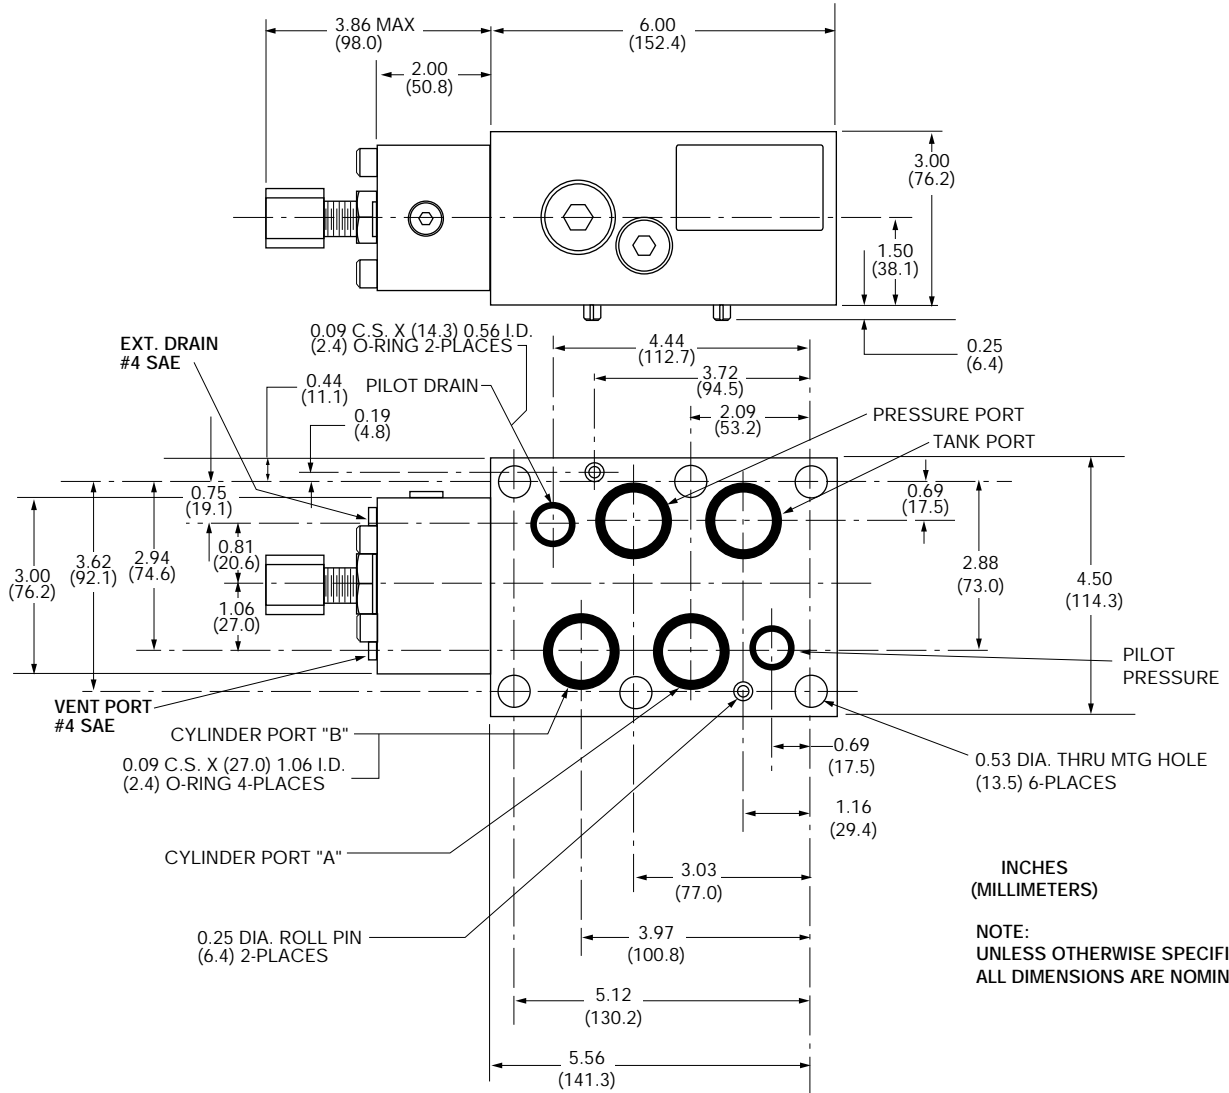 3.86 MAX
(98.0)
6.00
(152.4)
2.00
(50.8)
3.00
(76.2)
1.50
(38.1)
0.25
(6.4)
0.09 C.S. X (14.3) 0.56 I.D.
(2.4) O-RING 2-PLACES
EXT. DRAIN
#4 SAE
4.44
(112.7)
3.72
(94.5)
2.09
(53.2)
0.44
(11.1)
PILOT DRAIN
0.19
(4.8)
PRESSURE PORT
TANK PORT
0.75
(19.1)
0.69
(17.5)
0.81
(20.6)
3.00
(76.2)
3.62
(92.1)
2.94
(74.6)
1.06
(27.0)
2.88
(73.0)
4.50
(114.3)
PILOT
PRESSURE
VENT PORT
#4 SAE
CYLINDER PORT "B"
0.09 C.S. X (27.0) 1.06 I.D.
(2.4) O-RING 4-PLACES
0.69
(17.5)
0.53 DIA. THRU MTG HOLE
(13.5) 6-PLACES
1.16
(29.4)
CYLINDER PORT "A"
3.03
(77.0)
INCHES
(MILLIMETERS)
0.25 DIA. ROLL PIN
(6.4) 2-PLACES
3.97
(100.8)
NOTE:
UNLESS OTHERWISE SPECIFI
ALL DIMENSIONS ARE NOMIN
5.12
(130.2)
5.56
(141.3)